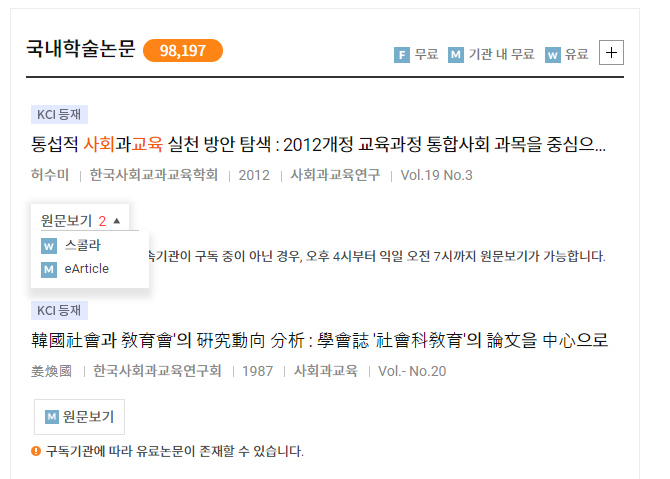 국내학술논문 98,197
F 무료 M 기관 내 무료 W 유료 +
KCI 등재
통섭적 사회과교육 실천 방안 탐색 : 2012개정 교육과정 통합사회 과목을 중심으...
허수미 | 한국사회교과교육학회 | 2012 | 사회과교육연구 | Vol.19 No.3
원문보기 2 ▲
W 스콜라
속기관이 구독 중이 아닌 경우, 오후 4시부터 익일 오전 7시까지 원문보기가 가능합니다.
M eArticle
KCI 등재
韓國社會과 敎育會'의 硏究動向 分析 : 學會誌 '社會科敎育'의 論文을 中心으로
姜煥國 | 한국사회과교육연구회 | 1987 | 사회과교육 | Vol.- No.20
M 원문보기
구독기관에 따라 유료논문이 존재할 수 있습니다.